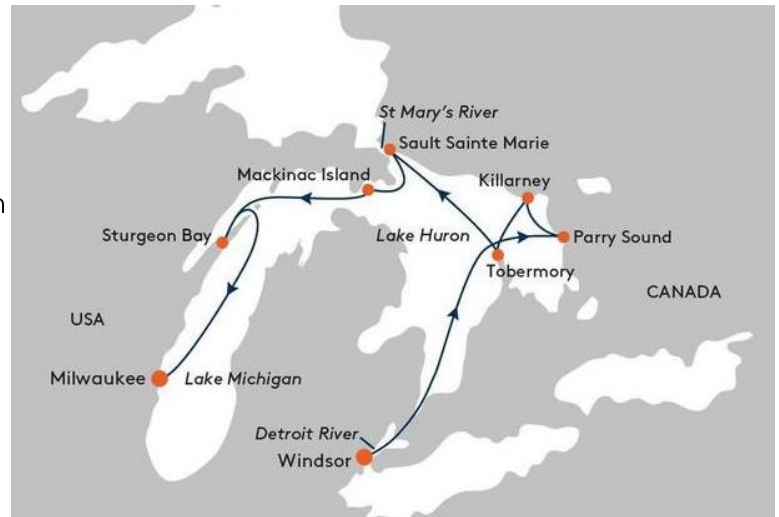 St Mary's River
Sault Sainte Marie
Mackinac Island
Killarney
Sturgeon Bay
Lake Huron
Parry Sound
Tobermory
CANADA
USA
Milwaukee
Lake Michigan
Detroit River
Windsor